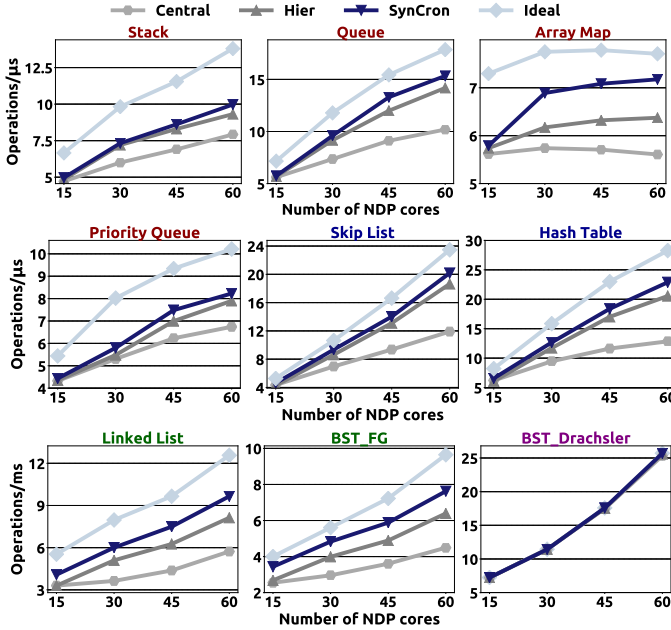 Central Hier SynCron Ideal
Stack Queue Array Map
Operations/µs
12.5
10
7.5
5
15 30 45 60
15
10
5
15 30 45 60
7
6
5
15 30 45 60
Number of NDP cores
Priority Queue Skip List Hash Table
Operations/µs
10
9
8
7
6
5
4
15 30 45 60
24
20
16
12
8
4
15 30 45 60
30
25
20
15
10
5
15 30 45 60
Number of NDP cores
Linked List BST_FG BST_Drachsler
Operations/ms
12
9
6
3
15 30 45 60
10
8
6
4
2
15 30 45 60
25
20
15
10
5
15 30 45 60
Number of NDP cores